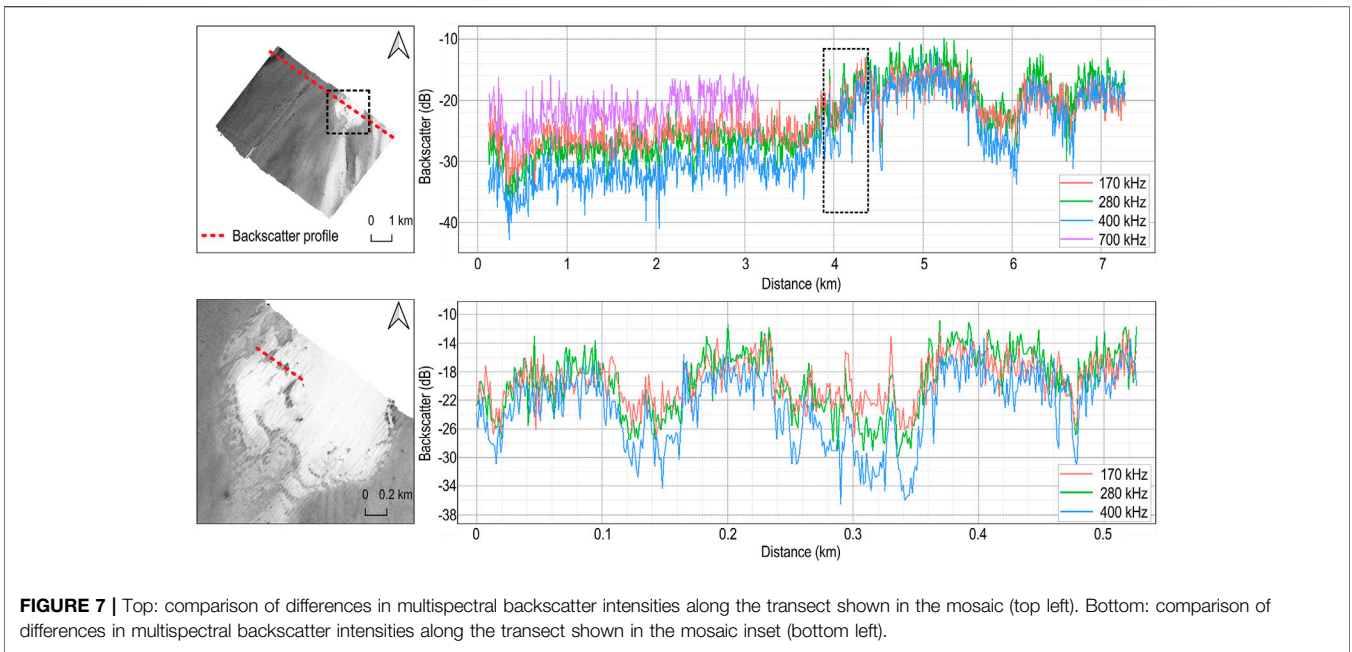 Backscatter profile
0 1 km
Backscatter (dB)
-10
-20
-30
-40
170 kHz
280 kHz
400 kHz
700 kHz
0 1 2 3 4 5 6 7
Distance (km)
0 0.2 km
Backscatter (dB)
-10
-14
-18
-22
-26
-30
-34
-38
170 kHz
280 kHz
400 kHz
0 0.1 0.2 0.3 0.4 0.5
Distance (km)
FIGURE 7 | Top: comparison of differences in multispectral backscatter intensities along the transect shown in the mosaic (top left). Bottom: comparison of
differences in multispectral backscatter intensities along the transect shown in the mosaic inset (bottom left).